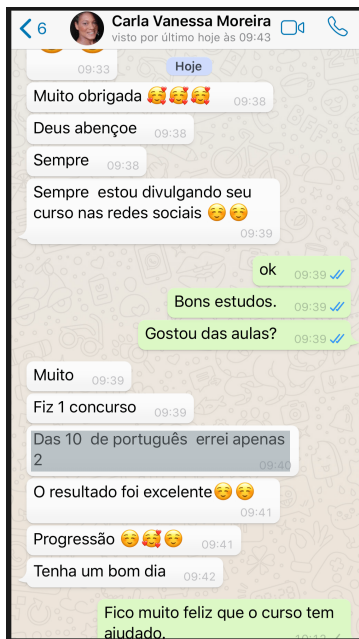 6
Carla Vanessa Moreira
visto por último hoje às 09:43
09:33
Hoje
Muito obrigada 🥰🥰🥰 09:38
Deus abençoe 09:38
Sempre 09:38
Sempre estou divulgando seu
curso nas redes sociais ☺️☺️
09:39
ok 09:39
Bons estudos. 09:39
Gostou das aulas? 09:39
Muito 09:39
Fiz 1 concurso 09:39
Das 10 de português errei apenas
2 09:40
O resultado foi excelente☺️☺️
09:41
Progressão ☺️🥰☺️ 09:41
Tenha um bom dia 09:42
Fico muito feliz que o curso tem
ajudado.